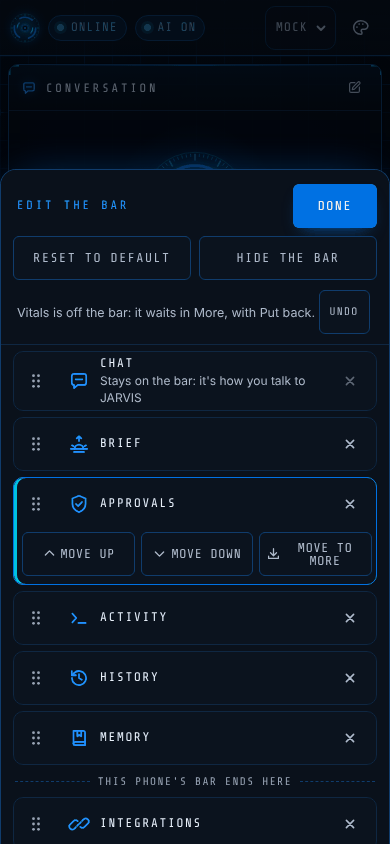 ONLINE
AI ON
MOCK
CONVERSATION
EDIT THE BAR
DONE
RESET TO DEFAULT
HIDE THE BAR
Vitals is off the bar: it waits in More, with Put back.
UNDO
CHAT
Stays on the bar: it's how you talk to
JARVIS
BRIEF
APPROVALS
MOVE UP
MOVE DOWN
MOVE TO
MORE
ACTIVITY
HISTORY
MEMORY
THIS PHONE'S BAR ENDS HERE
INTEGRATIONS